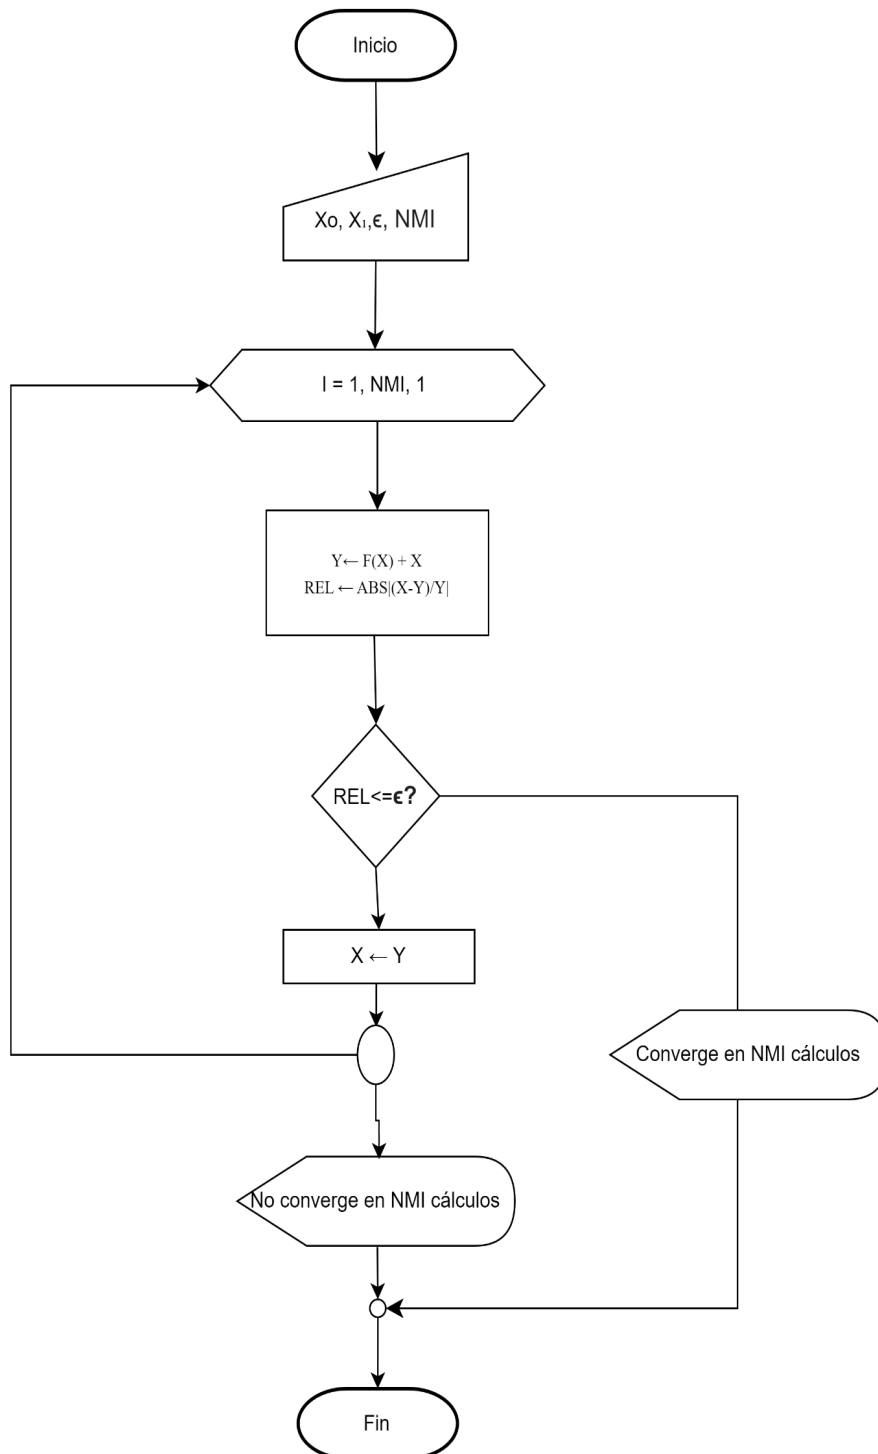 Inicio
Xo, X₁,ϵ, NMI
I = 1, NMI, 1
Y← F(X) + X
REL ← ABS|(X-Y)/Y|
REL<=ϵ?
X ← Y
Converge en NMI cálculos
No converge en NMI cálculos
Fin